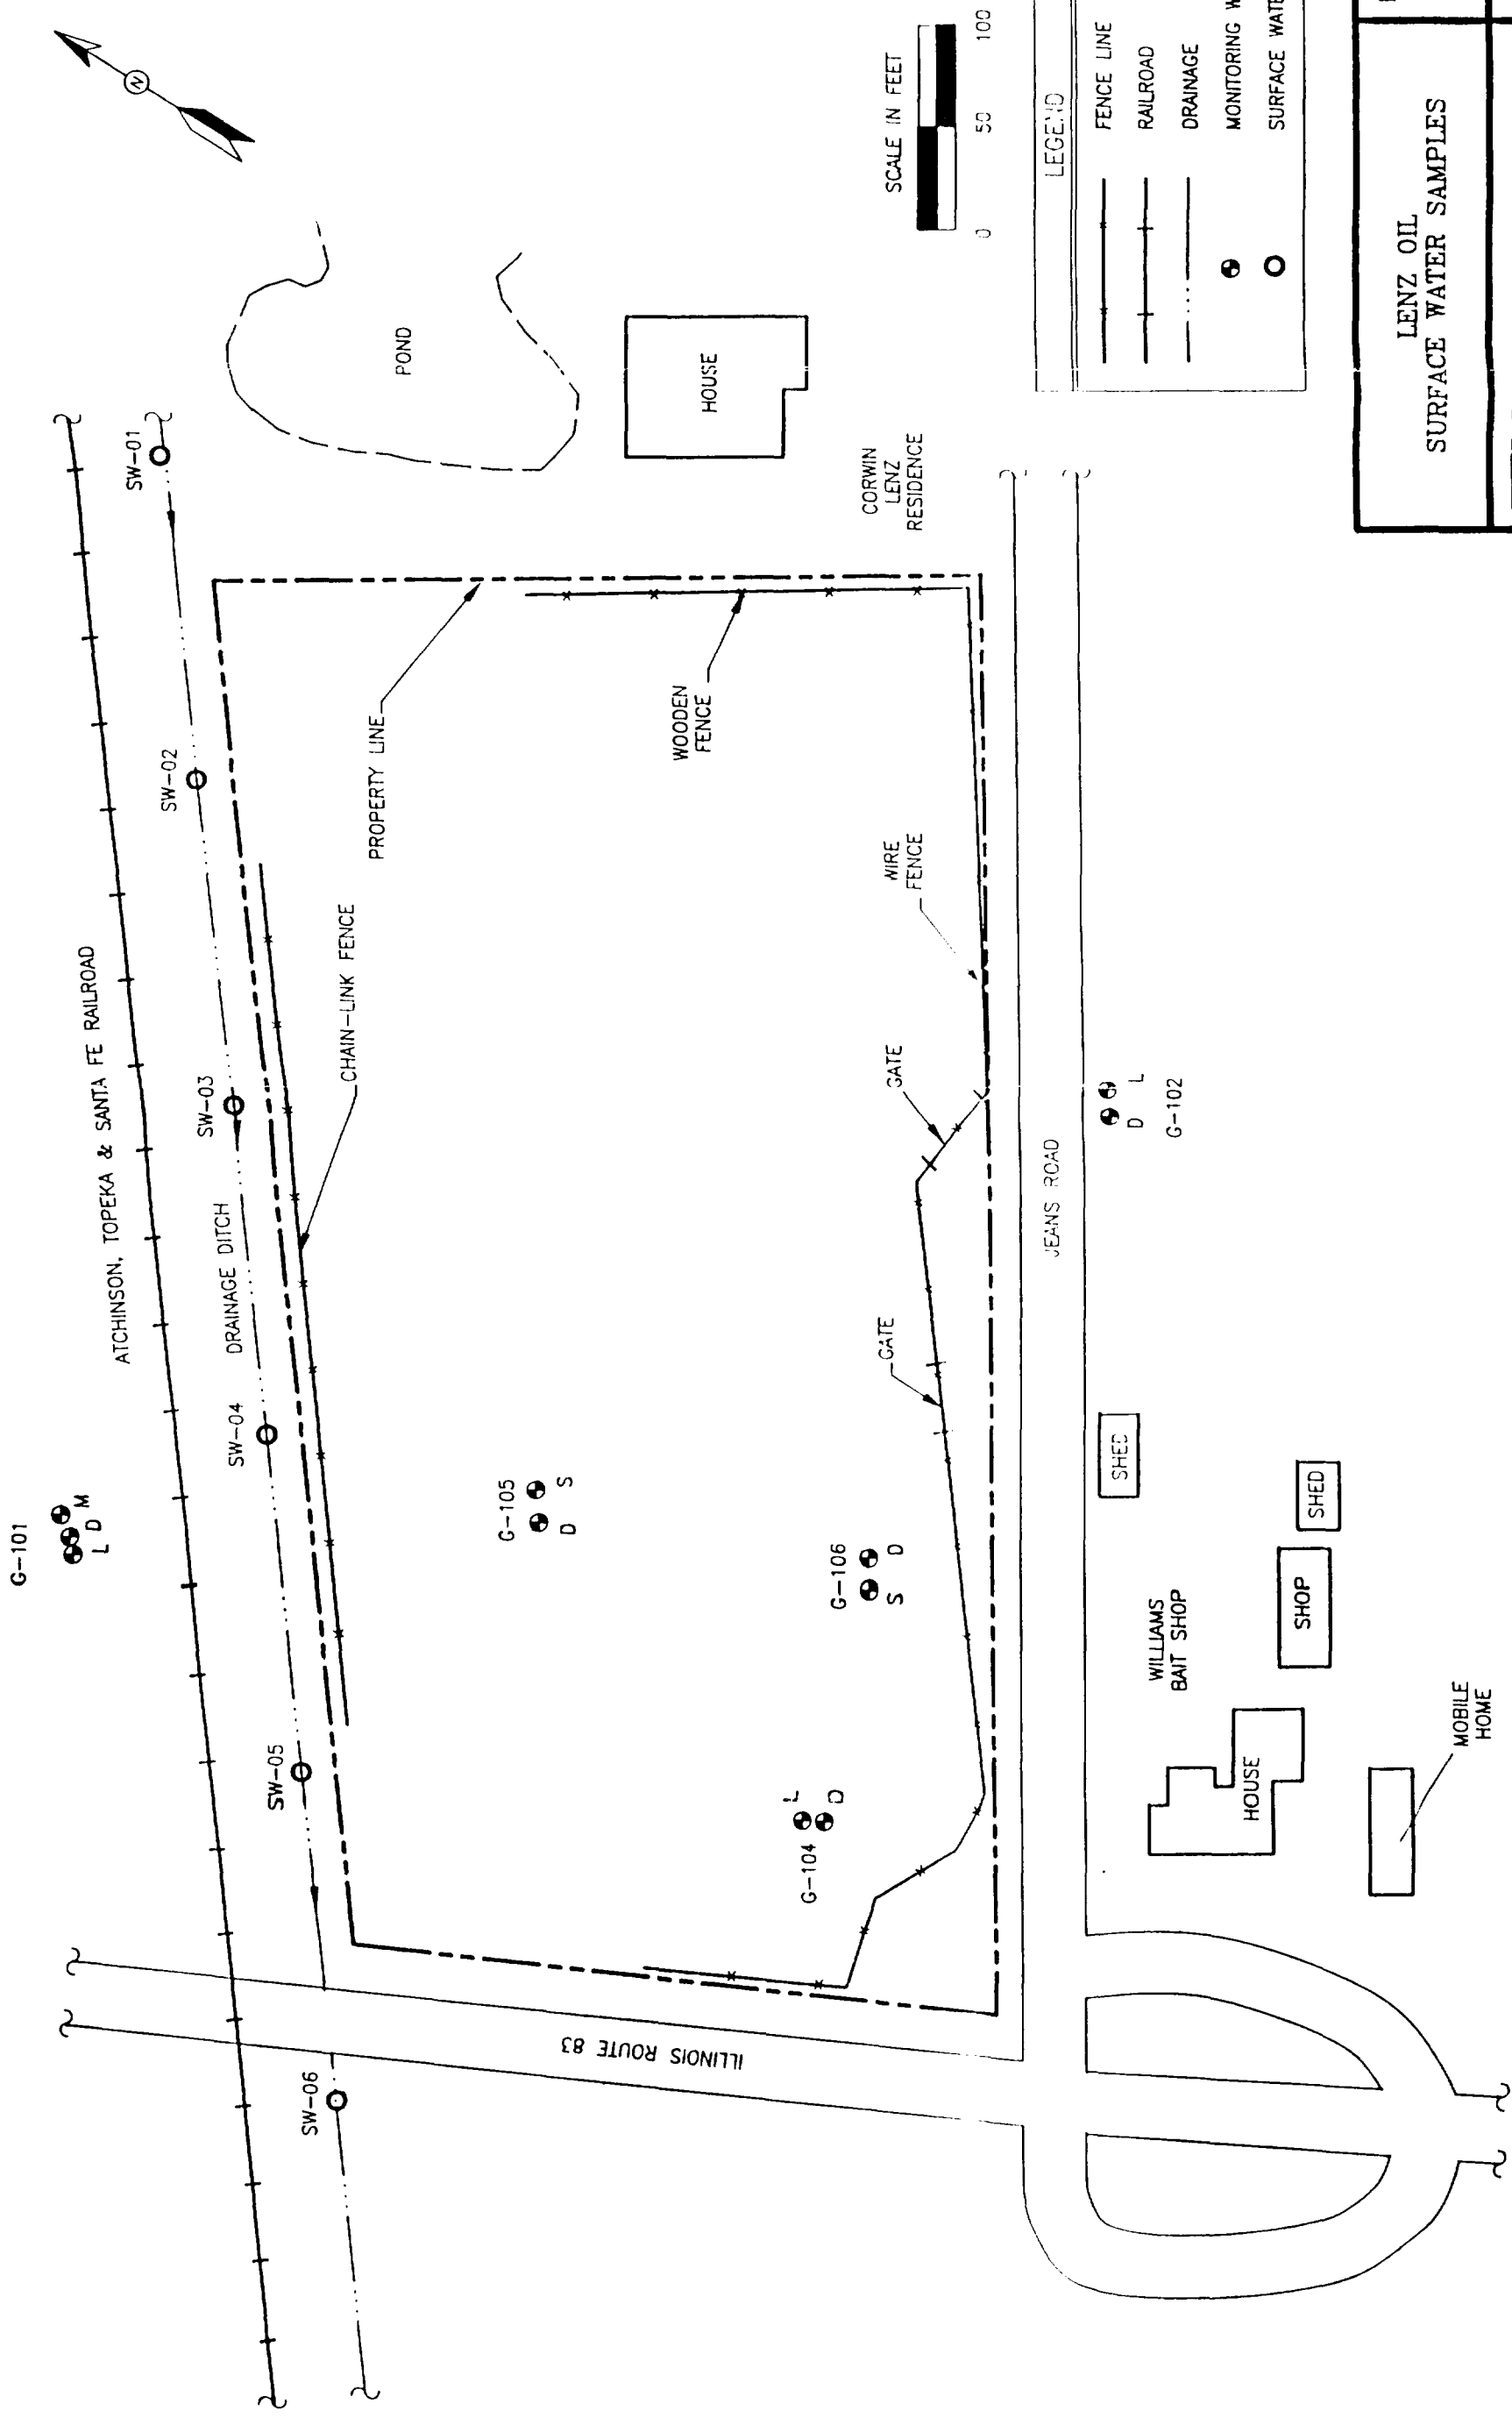 G-101
L D M
ATCHINSON, TOPEKA & SANTA FE RAILROAD
SW-06
SW-05
SW-04
DRAINAGE DITCH
SW-03
SW-02
SW-01
POND
PROPERTY LINE
CHAIN-LINK FENCE
G-105
D S
WOODEN
FENCE
HOUSE
CORWIN
LENZ
RESIDENCE
ILLINOIS ROUTE 83
G-104
L
D
G-106
S D
GATE
GATE
WIRE
FENCE
JEANS ROAD
D L
G-102
SHED
SHED
SHOP
WILLIAMS
BAIT SHOP
HOUSE
MOBILE
HOME
N
SCALE IN FEET
0 50 100
LEGEND
FENCE LINE
RAILROAD
DRAINAGE
MONITORING
SURFACE
LENZ OIL
SURFACE WATER SAMPLES